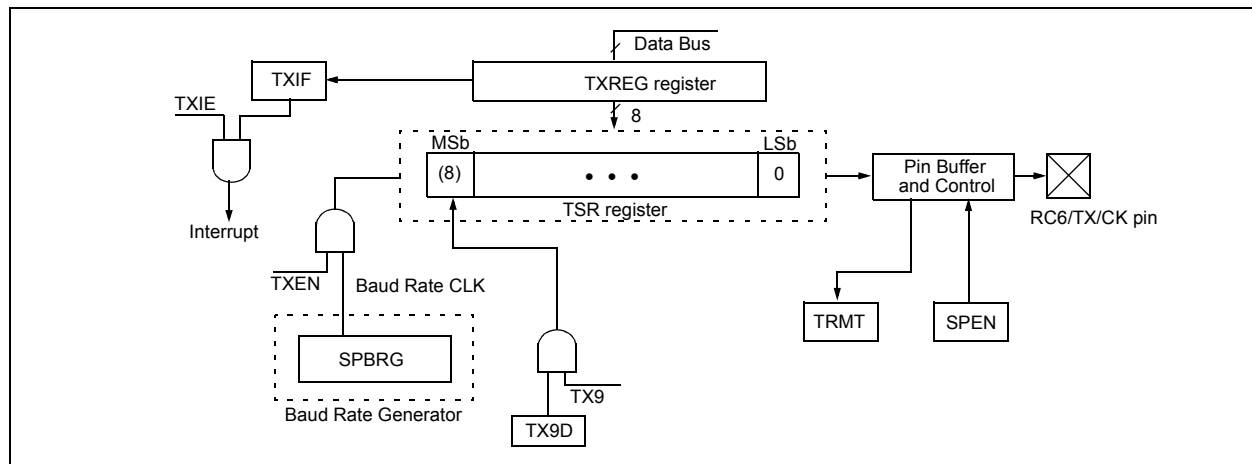 Data Bus
TXIF
TXREG register
TXIE
8
MSb
LSb
(8)
• • •
0
Pin Buffer
and Control
TSR register
Interrupt
RC6/TX/CK pin
TXEN
Baud Rate CLK
TRMT
SPEN
SPBRG
TX9
Baud Rate Generator
TX9D